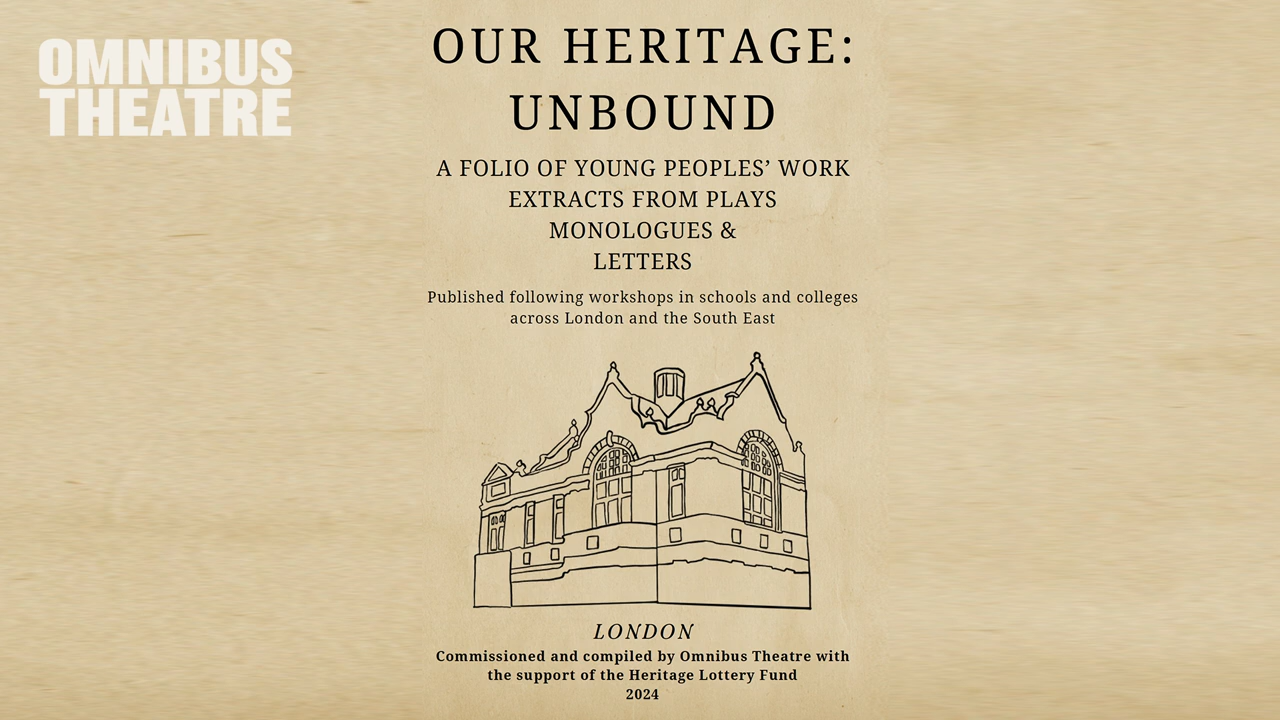 OMNIBUS
THEATRE
OUR HERITAGE:
UNBOUND
A FOLIO OF YOUNG PEOPLES’ WORK
EXTRACTS FROM PLAYS
MONOLOGUES &
LETTERS
Published following workshops in schools and colleges
across London and the South East
LONDON
Commissioned and compiled by Omnibus Theatre with
the support of the Heritage Lottery Fund
2024